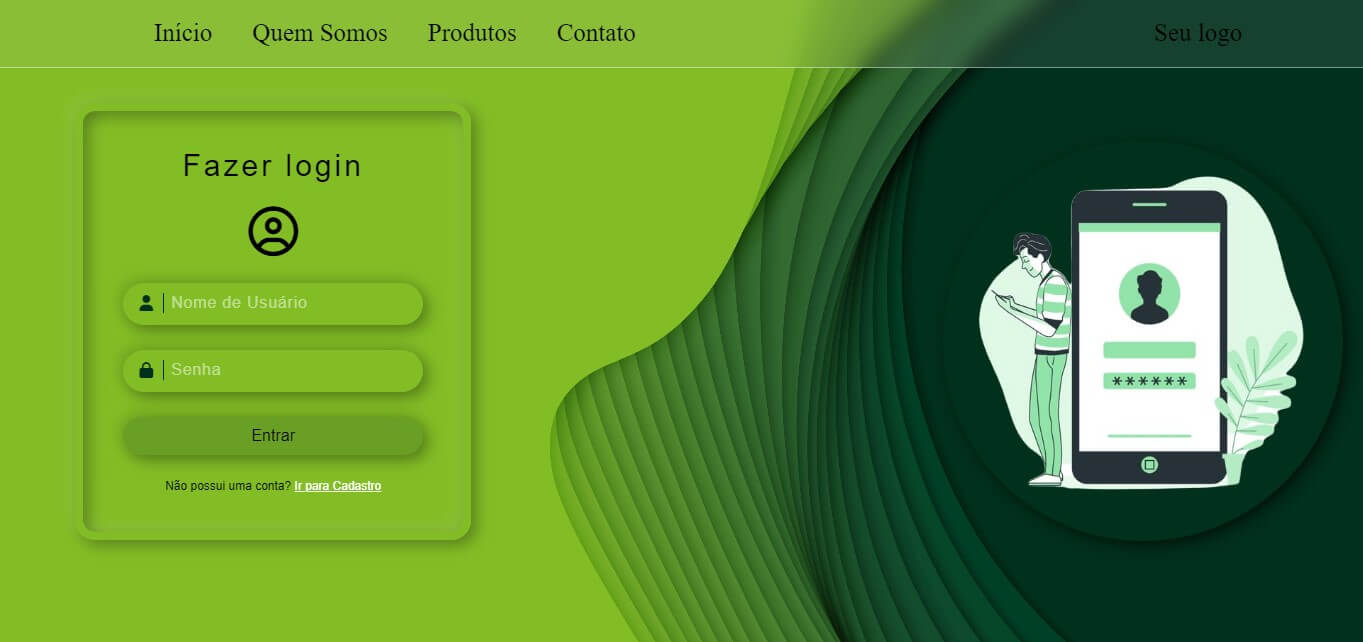 Início Quem Somos Produtos Contato Seu logo
Fazer login
Nome de Usuário
Senha
******
Entrar
Não possui uma conta? Ir para Cadastro